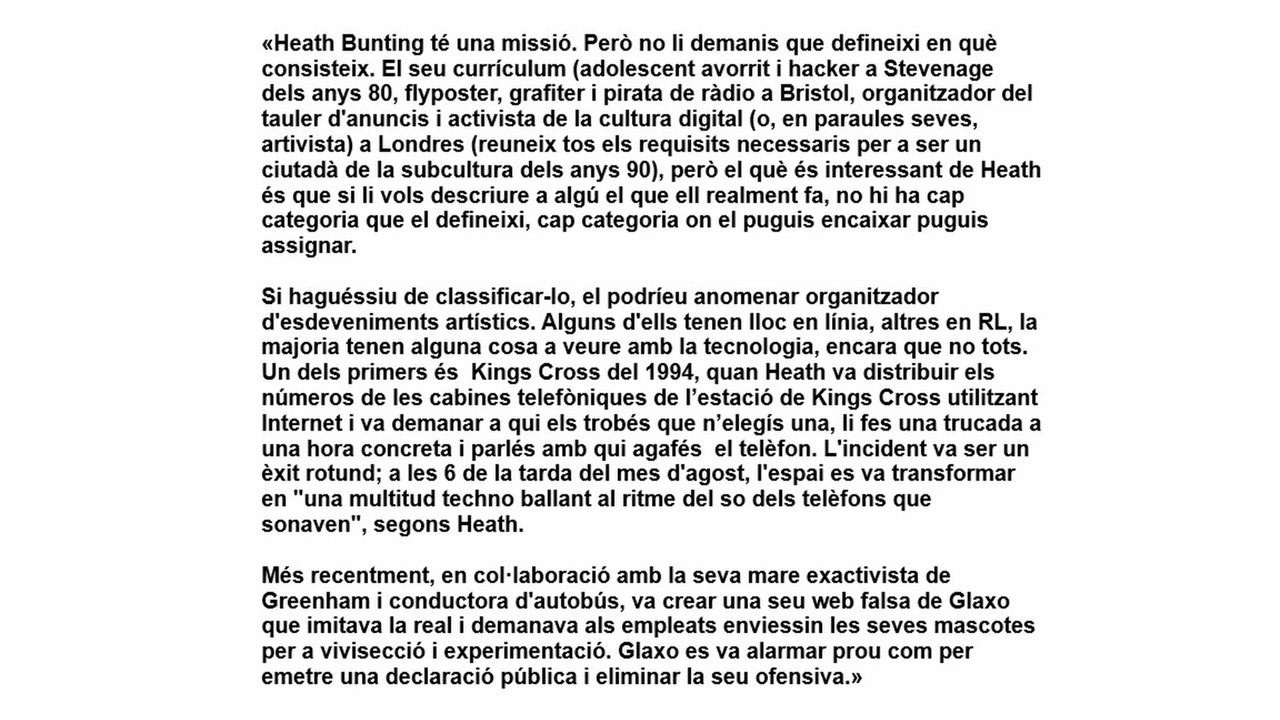 «Heath Bunting té una missió. Però no li demanis que defineixi en què
consisteix. El seu currículum (adolescent avorrit i hacker a Stevenage
dels anys 80, flyposter, grafiter i pirata de ràdio a Bristol, organitzador del
tauler d'anuncis i activista de la cultura digital (o, en paraules seves,
artivista) a Londres (reuneix tos els requisits necessaris per a ser un
ciutadà de la subcultura dels anys 90), però el què és interessant de Heath
és que si li vols descriure a algú el que ell realment fa, no hi ha cap
categoria que el defineixi, cap categoria on el puguis encaixar puguis
assignar.
Si haguéssiu de classificar-lo, el podríeu anomenar organitzador
d'esdeveniments artístics. Alguns d'ells tenen lloc en línia, altres en RL, la
majoria tenen alguna cosa a veure amb la tecnologia, encara que no tots.
Un dels primers és  Kings Cross del 1994, quan Heath va distribuir els
números de les cabines telefòniques de l’estació de Kings Cross utilitzant
Internet i va demanar a qui els trobés que n’elegís una, li fes una trucada a
una hora concreta i parlés amb qui agafés  el telèfon. L'incident va ser un
èxit rotund; a les 6 de la tarda del mes d'agost, l'espai es va transformar
en "una multitud techno ballant al ritme del so dels telèfons que
sonaven", segons Heath.
Més recentment, en col·laboració amb la seva mare exactivista de
Greenham i conductora d'autobús, va crear una seu web falsa de Glaxo
que imitava la real i demanava als empleats enviessin les seves mascotes
per a vivisecció i experimentació. Glaxo es va alarmar prou com per
emetre una declaració pública i eliminar la seu ofensiva.»